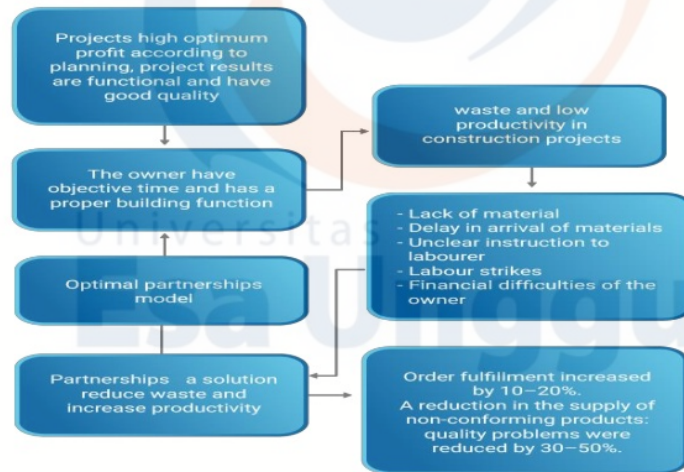 Projects high optimum
profit according to
planning, project results
are functional and have
good quality
waste and low
productivity in
construction projects
The owner have
objective time and has a
proper building function
- Lack of material
- Delay in arrival of materials
- Unclear instruction to
labourer
- Labour strikes
- Financial difficulties of the
owner
Universitas
Esa Unggu
Optimal partnerships
model
Partnerships a solution
reduce waste and
increase productivity
Order fulfillment increased
by 10–20%.
A reduction in the supply of
non-conforming products:
quality problems were
reduced by 30–50%.